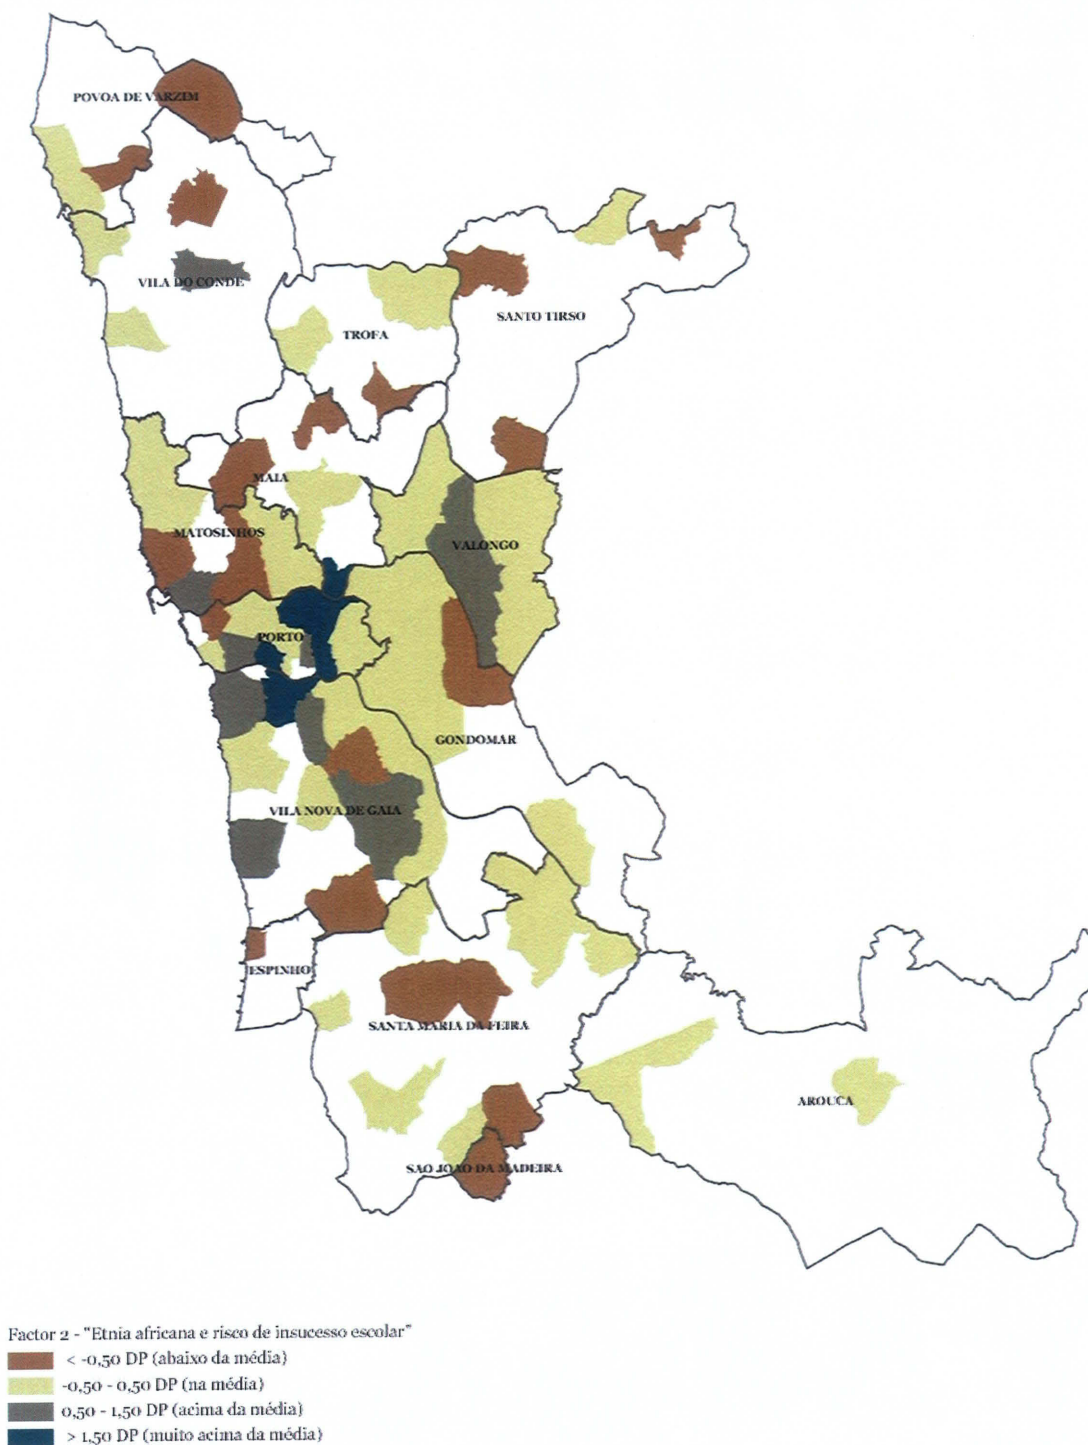 POVOA DE VARZIM
VILA DO CONDE
SANTO TIRSO
TROFA
MAIA
MATOSINHOS
VALONGO
PORTO
GONDOMAR
VILA NOVA DE GAIA
ESPINHO
SANTA MARIA DA FEIRA
AROUCA
SAO JOAO DA MADEIRA
Factor 2 - "Etnia africana e risco de insucesso escolar"
< -0,50 DP (abaixo da média)
-0,50 - 0,50 DP (na média)
0,50 - 1,50 DP (acima da média)
> 1,50 DP (muito acima da média)